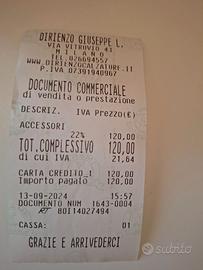 DIRIENZO GIUSEPPE L.
VIA VITRUVIO 41
MILANO
Tel. 026694557
WWW.DIRIENZOCALZATURE.IT
P.IVA 07391940967
DOCUMENTO COMMERCIALE
di vendita o prestazione
DESCRIZ. IVA Prezzo(€)
ACCESSORI
22% 120,00
TOT.COMPLESSIVO 120,00
di cui IVA 21,64
CARTA CREDITO_1 120,00
Importo pagato 120,00
13-09-2024 15:57
DOCUMENTO NUM 1643-0004
RT 80114027494
CASSA: 01
GRAZIE E ARRIVEDERCI
subito